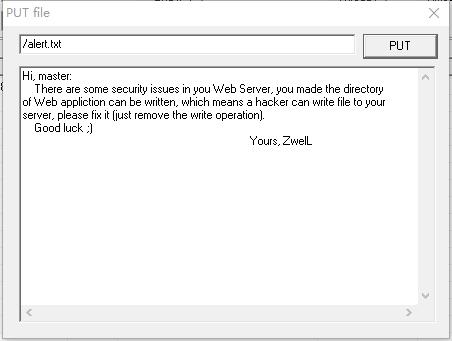 PUT file
/alert.txt
PUT
Hi, master:
There are some security issues in you Web Server, you made the directory
of Web appliction can be written, which means a hacker can write file to your
server, please fix it (just remove the write operation).
Good luck ;)
Yours, ZwelL